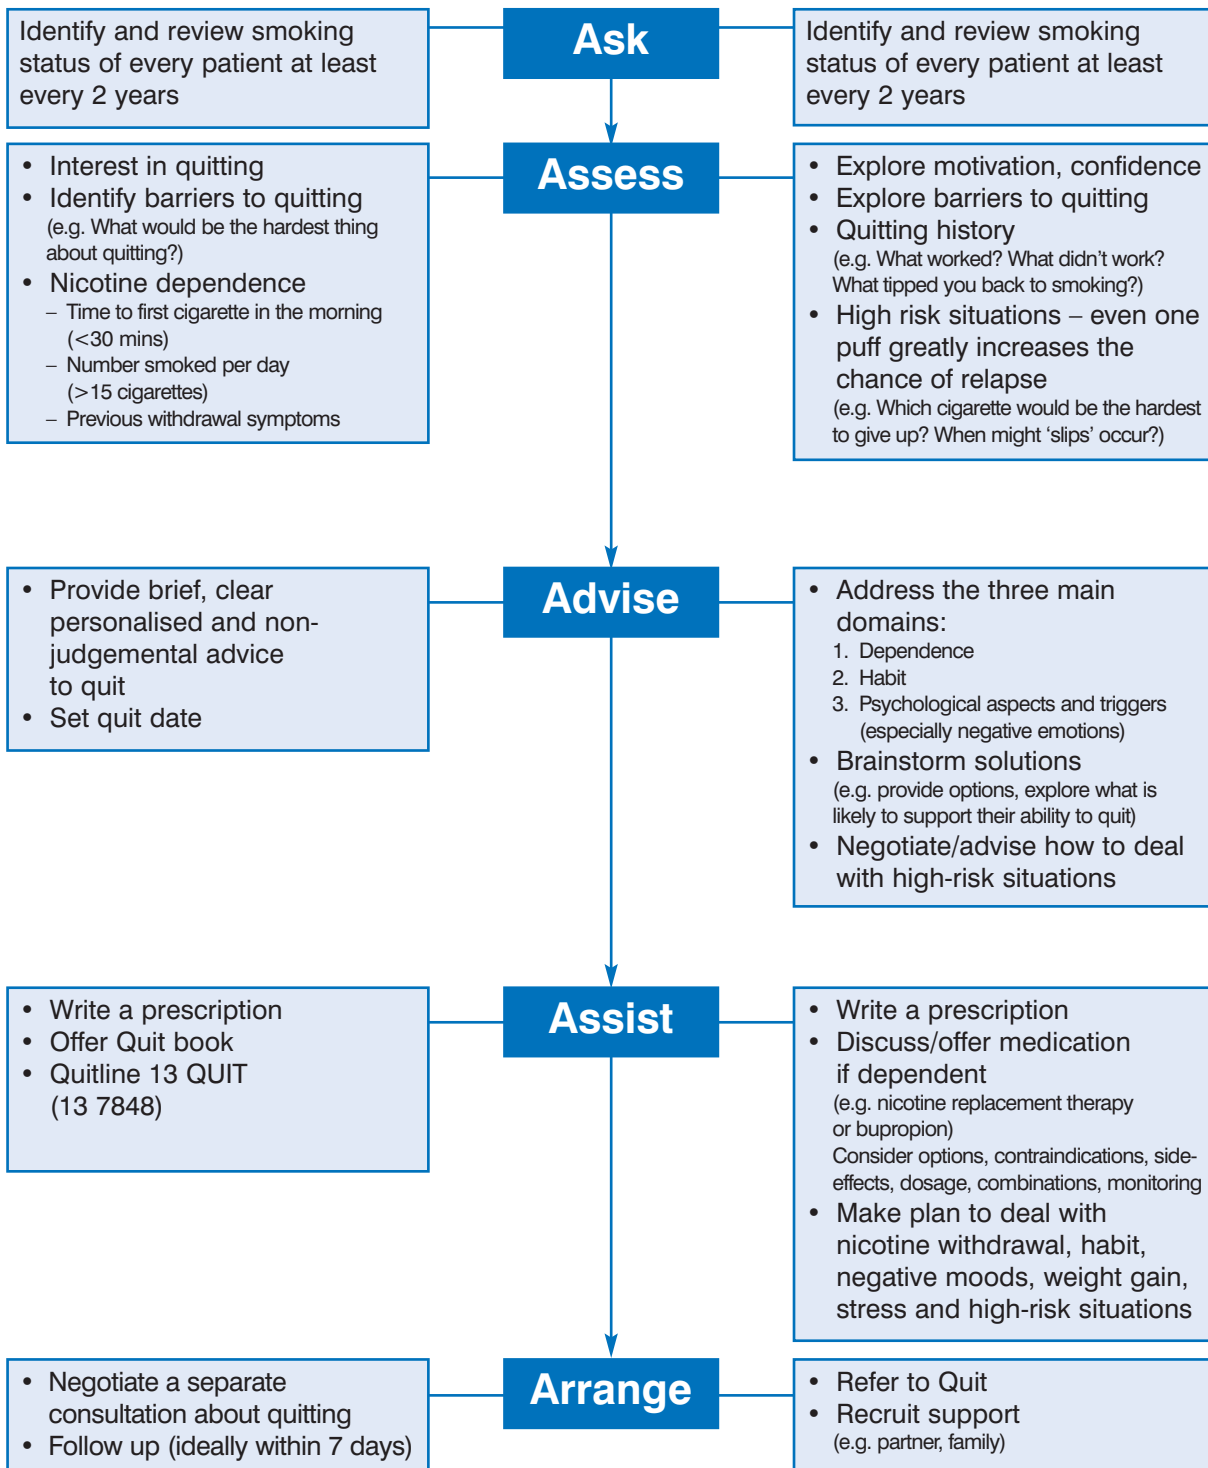 Identify and review smoking
status of every patient at least
every 2 years
Ask
Identify and review smoking
status of every patient at least
every 2 years
• Interest in quitting
• Identify barriers to quitting
(e.g. What would be the hardest thing
about quitting?)
• Nicotine dependence
– Time to first cigarette in the morning
(<30 mins)
– Number smoked per day
(>15 cigarettes)
– Previous withdrawal symptoms
Assess
• Explore motivation, confidence
• Explore barriers to quitting
• Quitting history
(e.g. What worked? What didn't work?
What tipped you back to smoking?)
• High risk situations – even one
puff greatly increases the
chance of relapse
(e.g. Which cigarette would be the hardest
to give up? When might 'slips' occur?)
• Provide brief, clear
personalised and non-
judgemental advice
to quit
• Set quit date
Advise
• Address the three main
domains:
1. Dependence
2. Habit
3. Psychological aspects and triggers
(especially negative emotions)
• Brainstorm solutions
(e.g. provide options, explore what is
likely to support their ability to quit)
• Negotiate/advise how to deal
with high-risk situations
• Write a prescription
• Offer Quit book
• Quitline 13 QUIT
(13 7848)
Assist
• Write a prescription
• Discuss/offer medication
if dependent
(e.g. nicotine replacement therapy
or bupropion)
Consider options, contraindications, side-
effects, dosage, combinations, monitoring
• Make plan to deal with
nicotine withdrawal, habit,
negative moods, weight gain,
stress and high-risk situations
• Negotiate a separate
consultation about quitting
• Follow up (ideally within 7 days)
Arrange
• Refer to Quit
• Recruit support
(e.g. partner, family)